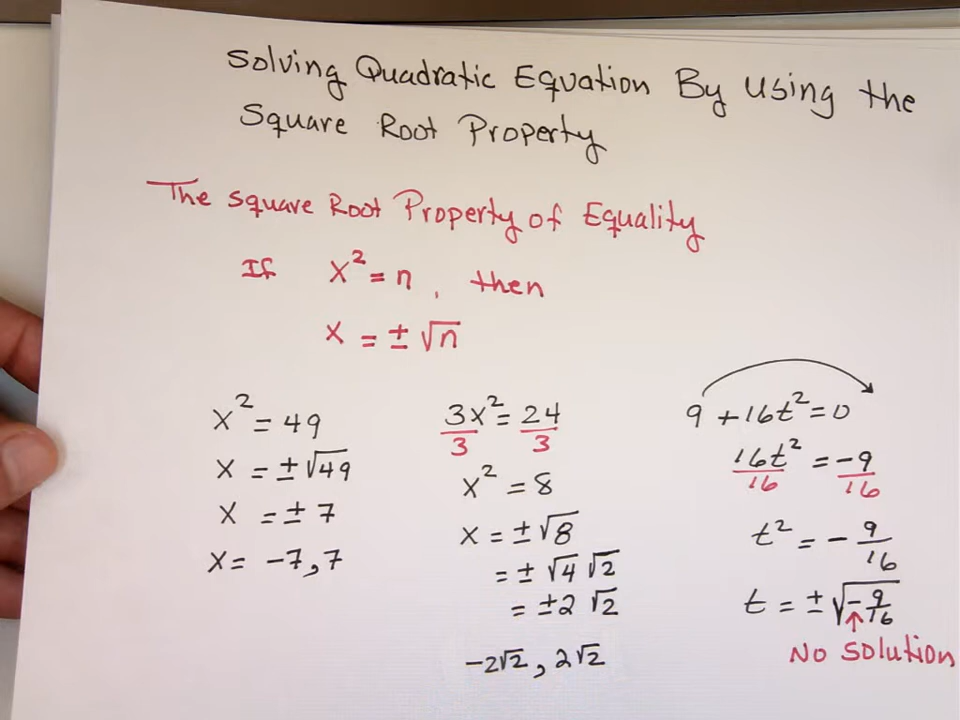 Solving Quadratic Equation By Using the
Square Root Property
The Square Root Property of Equality
If x² = n, then
x = ±√n
x² = 49
x = ±√49
x = ±7
x = -7, 7
3x² = 24
3 3
x² = 8
x = ±√8
= ±√4 √2
= ±2 √2
-2√2, 2√2
9 + 16t² = 0
16t² = -9
16 16
t² = -9/16
t = ±√-9/16
No Solution